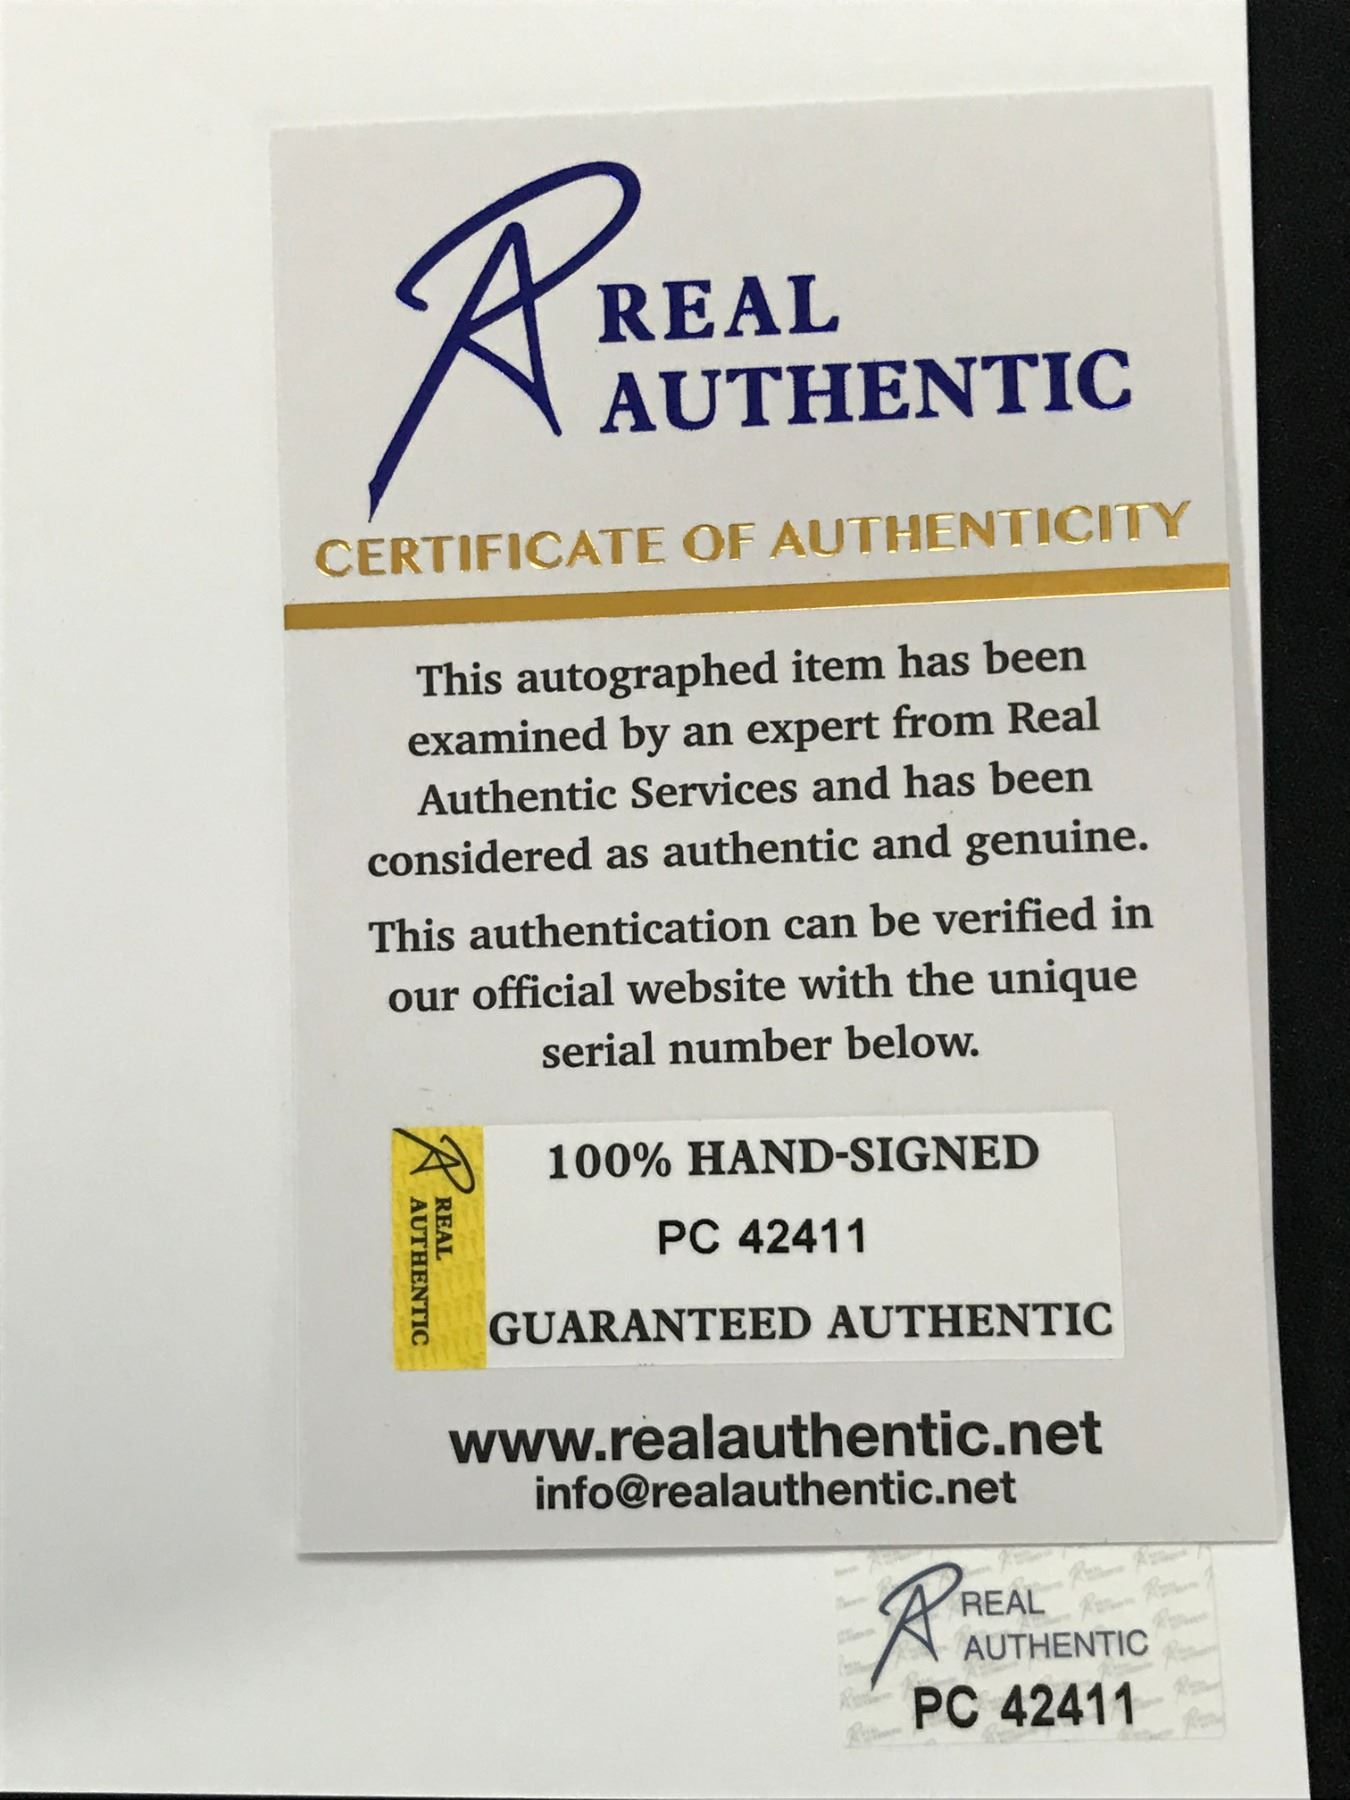 REAL
AUTHENTIC
CERTIFICATE OF AUTHENTICITY
This autographed item has been
examined by an expert from Real
Authentic Services and has been
considered as authentic and genuine.
This authentication can be verified in
our official website with the unique
serial number below.
REAL
AUTHENTIC
100% HAND-SIGNED
PC 42411
GUARANTEED AUTHENTIC
www.realauthentic.net
info@realauthentic.net
REAL
AUTHENTIC
PC 42411